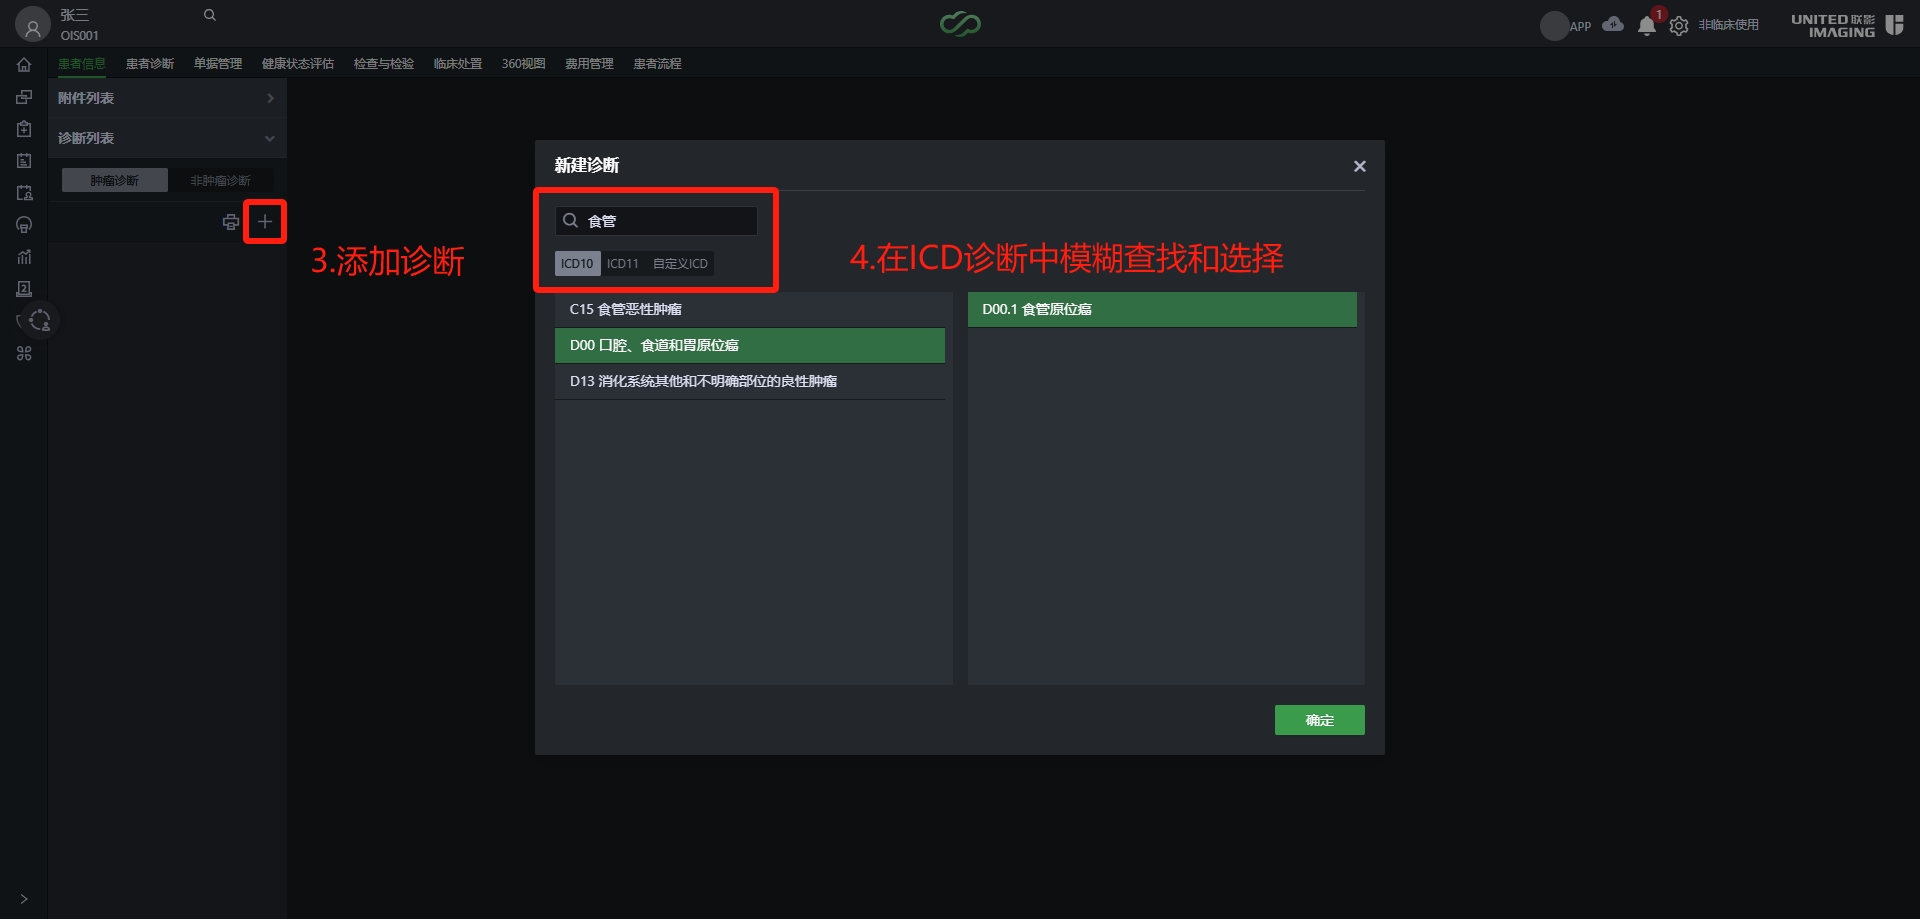 张三
OIS001
APP
1
非临床使用
UNITED 联影
IMAGING
患者信息 患者诊断 单据管理 健康状态评估 检查与检验 临床处置 360视图 费用管理 患者流程
附件列表
诊断列表
肿瘤诊断 非肿瘤诊断
3.添加诊断
新建诊断
食管
ICD10 ICD11 自定义ICD
4.在ICD诊断中模糊查找和选择
C15 食管恶性肿瘤
D00 口腔、食道和胃原位癌
D13 消化系统其他和不明确部位的良性肿瘤
D00.1 食管原位癌
确定
2